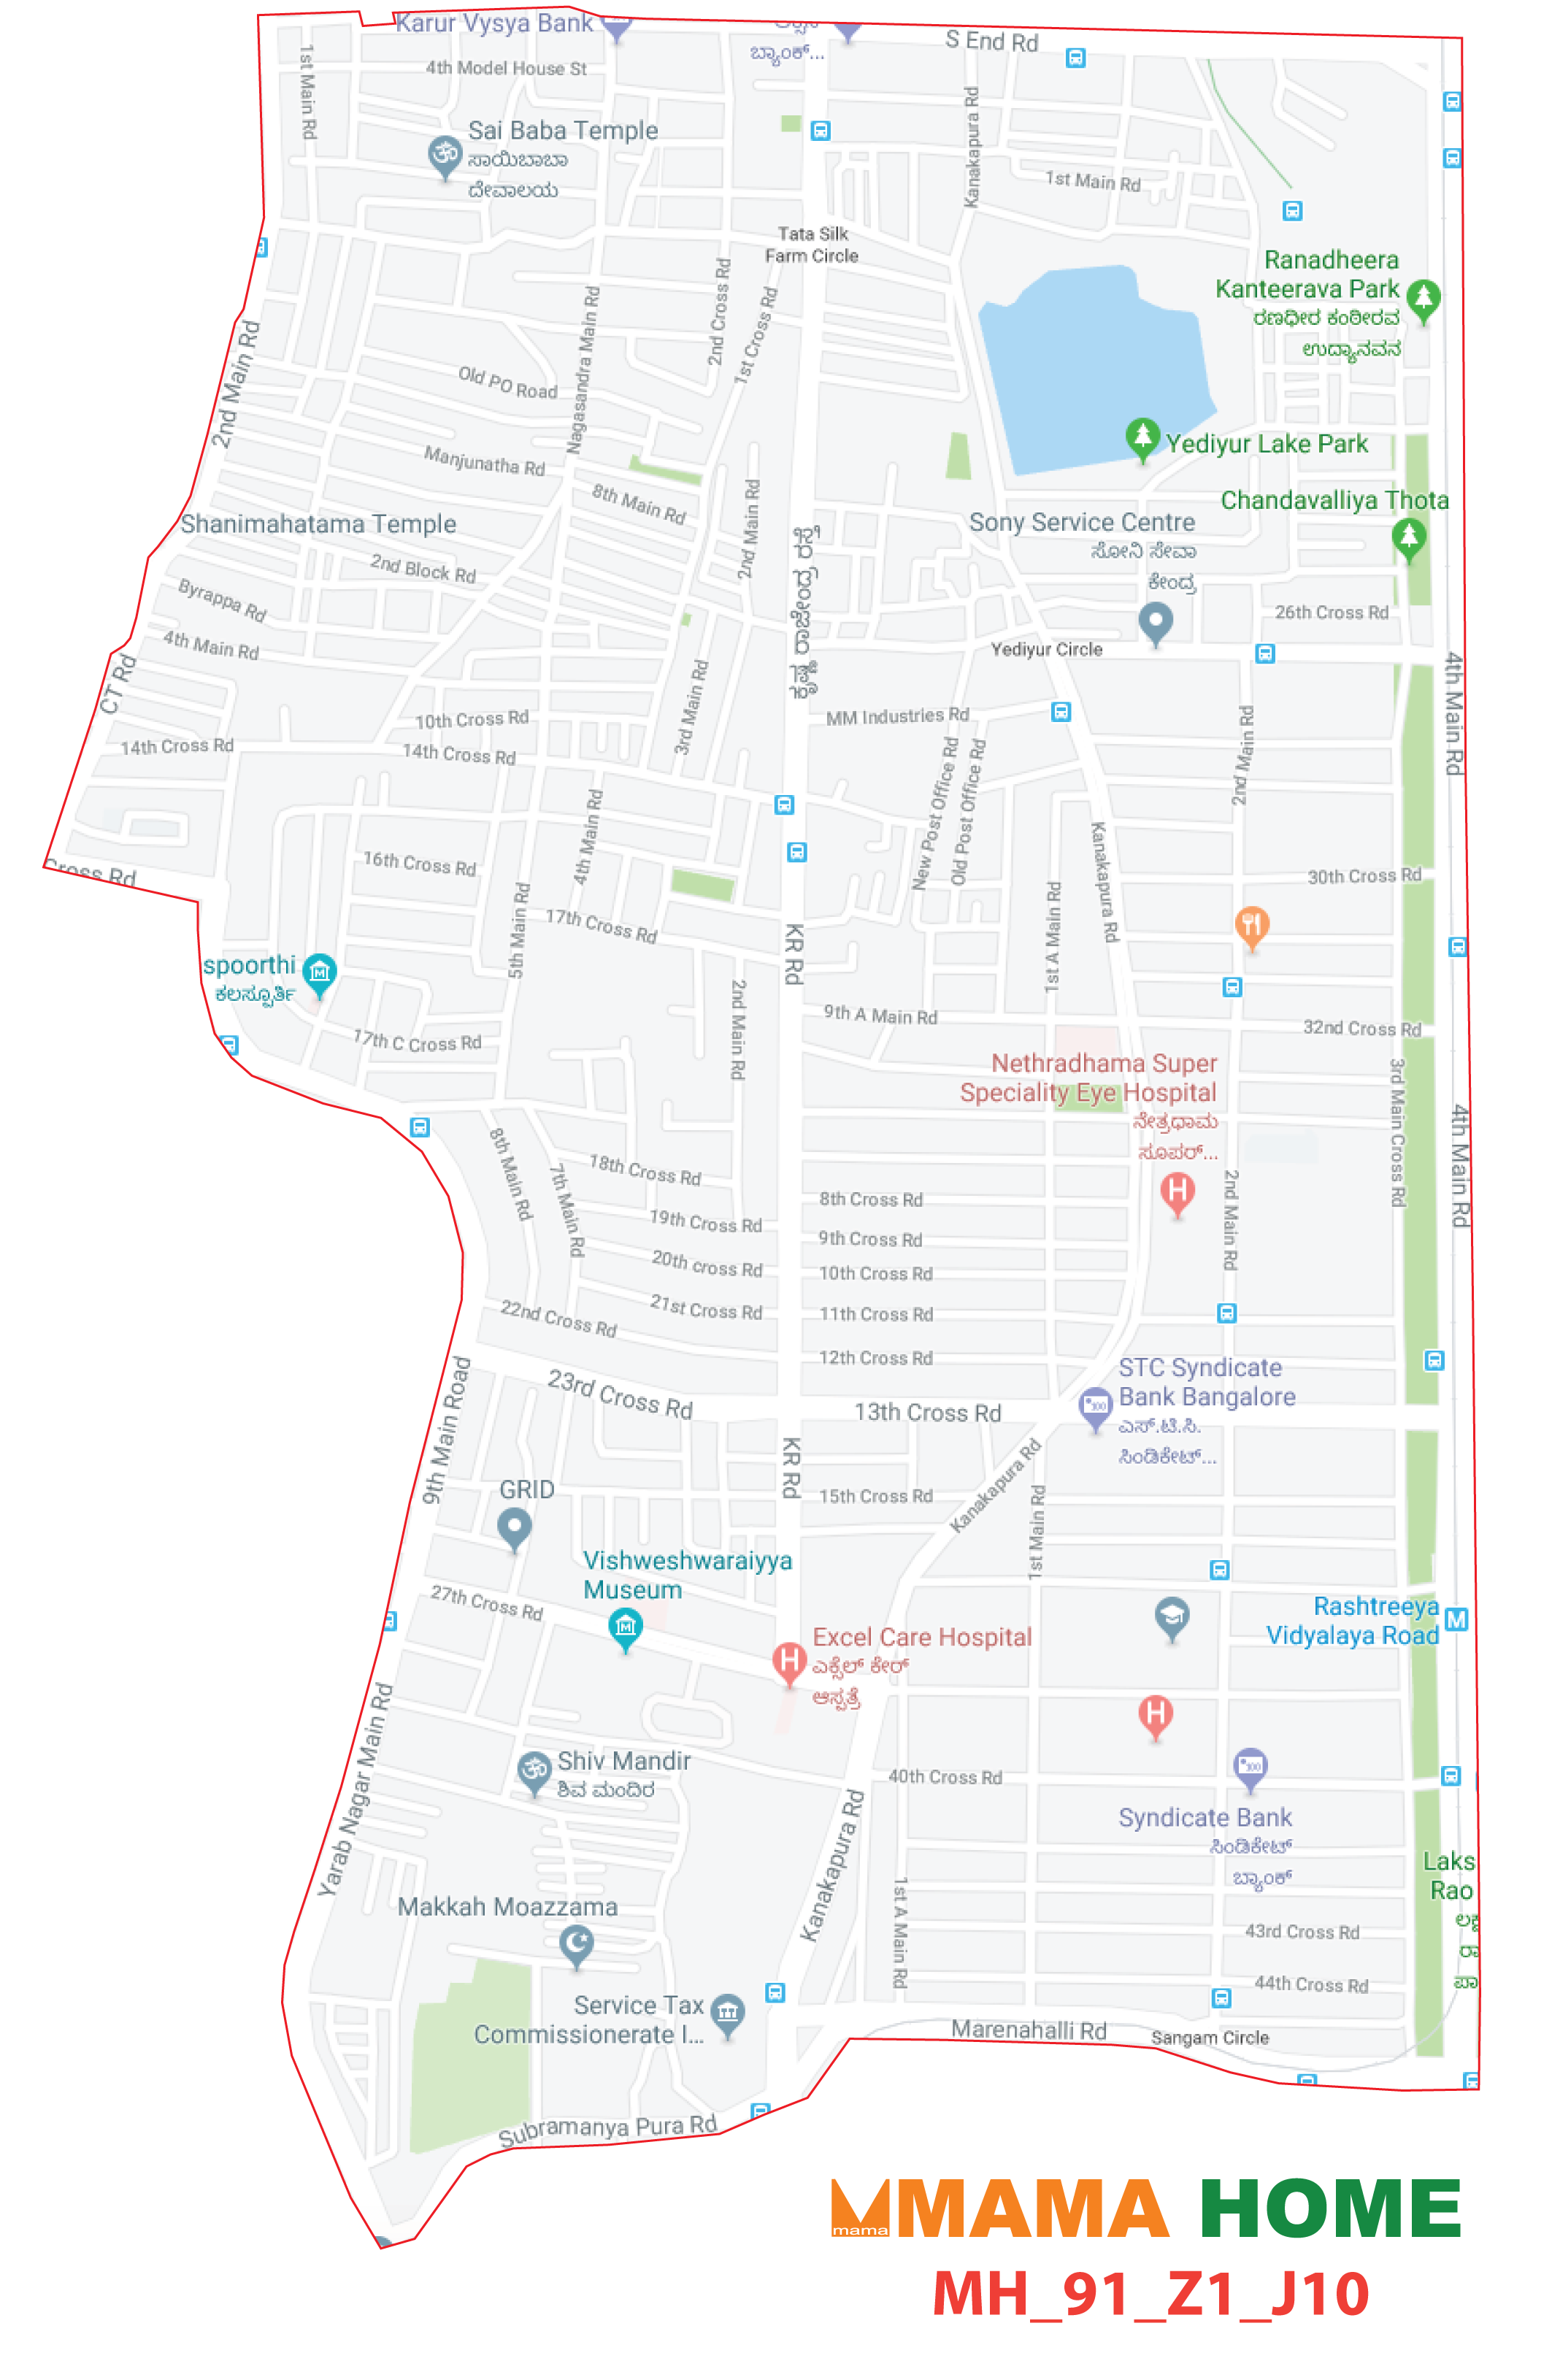 Karur Vysya Bank
ಬ್ಯಾಂಕ್...
S End Rd
1st Main Rd
4th Model House St
Sai Baba Temple
ಸಾಯಿಬಾಬಾ
ದೇವಾಲಯ
Kanakapura Rd
1st Main Rd
Tata Silk
Farm Circle
Ranadheera
Kanteerava Park
ರಣಧೀರ ಕಂಠೀರವ
ಉದ್ಯಾನವನ
2nd Main Rd
Nagasandra Main Rd
2nd Cross Rd
1st Cross Rd
Old PO Road
Yediyur Lake Park
Manjunatha Rd
8th Main Rd
2nd Main Rd
Chandavalliya Thota
Shanimahatama Temple
Sony Service Centre
ಸೋನಿ ಸೇವಾ
ಕೇಂದ್ರ
2nd Block Rd
Byrappa Rd
26th Cross Rd
4th Main Rd
Yediyur Circle
CT Rd
3rd Main Rd
4th Main Rd
10th Cross Rd
MM Industries Rd
14th Cross Rd
14th Cross Rd
New Post Office Rd
Old Post Office Rd
2nd Main Rd
4th Main Rd
Kanakapura Rd
Cross Rd
16th Cross Rd
30th Cross Rd
5th Main Rd
17th Cross Rd
KR Rd
1st A Main Rd
spoorthi
ಕಲಸ್ಪೂರ್ತಿ
2nd Main Rd
9th A Main Rd
32nd Cross Rd
17th C Cross Rd
Nethradhama Super
Speciality Eye Hospital
ನೇತ್ರಧಾಮ
ಸೂಪರ್...
3rd Main Cross Rd
4th Main Rd
8th Main Rd
7th Main Rd
18th Cross Rd
8th Cross Rd
2nd Main Rd
19th Cross Rd
9th Cross Rd
20th cross Rd
10th Cross Rd
21st Cross Rd
11th Cross Rd
22nd Cross Rd
12th Cross Rd
STC Syndicate
Bank Bangalore
ಎಸ್.ಟಿ.ಸಿ.
ಸಿಂಡಿಕೇಟ್...
9th Main Road
23rd Cross Rd
13th Cross Rd
KR Rd
Kanakapura Rd
GRID
15th Cross Rd
1st Main Rd
Vishweshwaraiyya
Museum
27th Cross Rd
Rashtreeya
Vidyalaya Road
Excel Care Hospital
ಎಕ್ಸೆಲ್ ಕೇರ್
ಆಸ್ಪತ್ರೆ
Yarab Nagar Main Rd
Shiv Mandir
ಶಿವ ಮಂದಿರ
40th Cross Rd
Kanakapura Rd
Syndicate Bank
ಸಿಂಡಿಕೇಟ್
ಬ್ಯಾಂಕ್
Laks
Rao
Makkah Moazzama
1st A Main Rd
43rd Cross Rd
44th Cross Rd
Service Tax
Commissionerate I...
Marenahalli Rd
Sangam Circle
Subramanya Pura Rd
mama
MAMA HOME
MH_91_Z1_J10